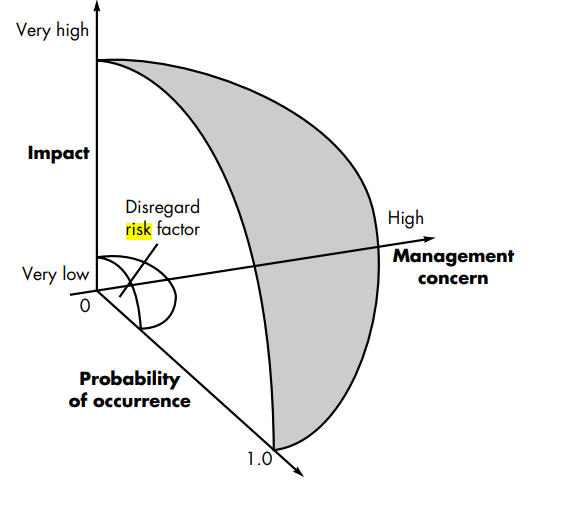 Very high
Impact
Disregard
risk factor
High
Management
concern
Very low
0
Probability
of occurrence
1.0